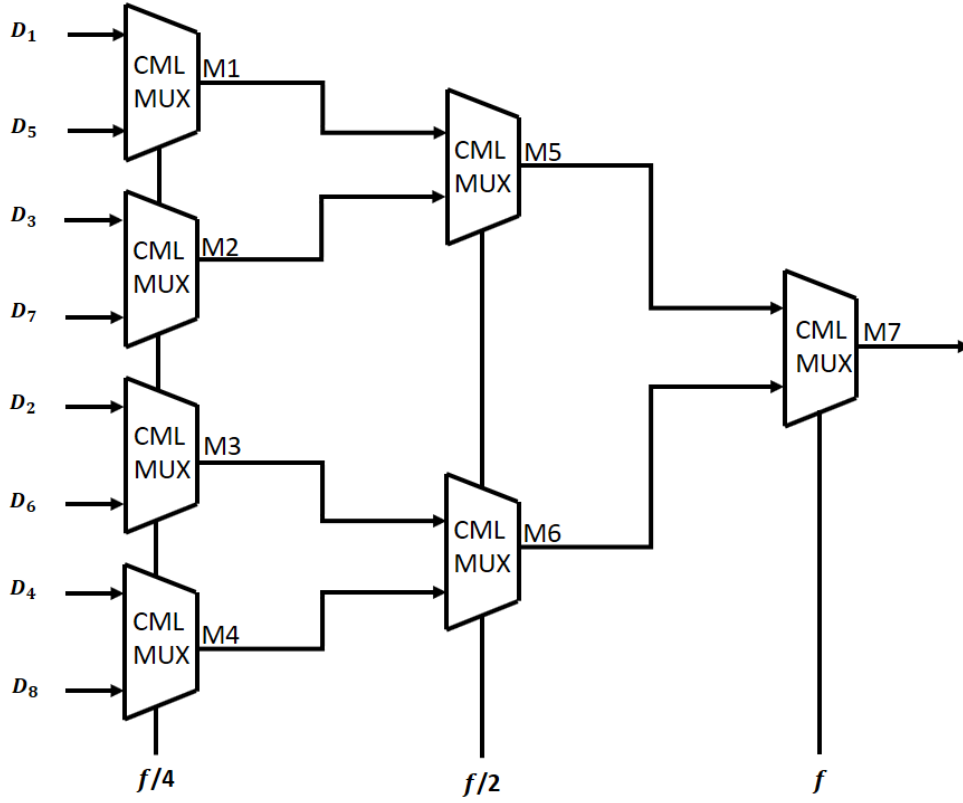 D₁
CML
MUX
M1
D₅
D₃
CML
MUX
M2
D₇
D₂
CML
MUX
M3
D₆
D₄
CML
MUX
M4
D₈
CML
MUX
M5
CML
MUX
M6
CML
MUX
M7
f/4
f/2
f